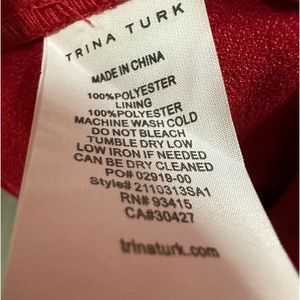 TRINA TURK
MADE IN CHINA
100%POLYESTER
LINING
100%POLYESTER
MACHINE WASH COLD
DO NOT BLEACH
TUMBLE DRY LOW
LOW IRON IF NEEDED
CAN BE DRY CLEANED
PO# 02919-00
Style# 2110313SA1
RN# 93415
CA#30427
trinaturk.com